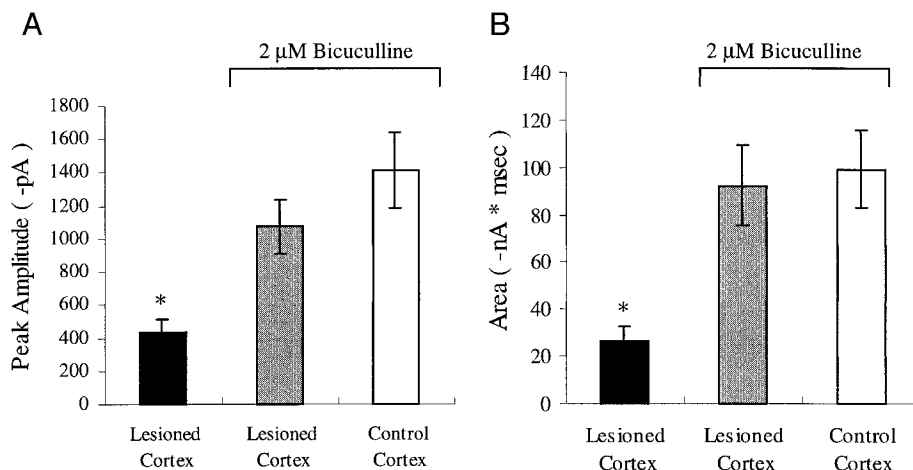 A
2 µM Bicuculline
Peak Amplitude ( -pA)
1800
1600
1400
1200
1000
800
600
400
200
0
*
Lesioned Cortex
Lesioned Cortex
Control Cortex
B
2 µM Bicuculline
Area ( -nA * msec)
140
120
100
80
60
40
20
0
*
Lesioned Cortex
Lesioned Cortex
Control Cortex